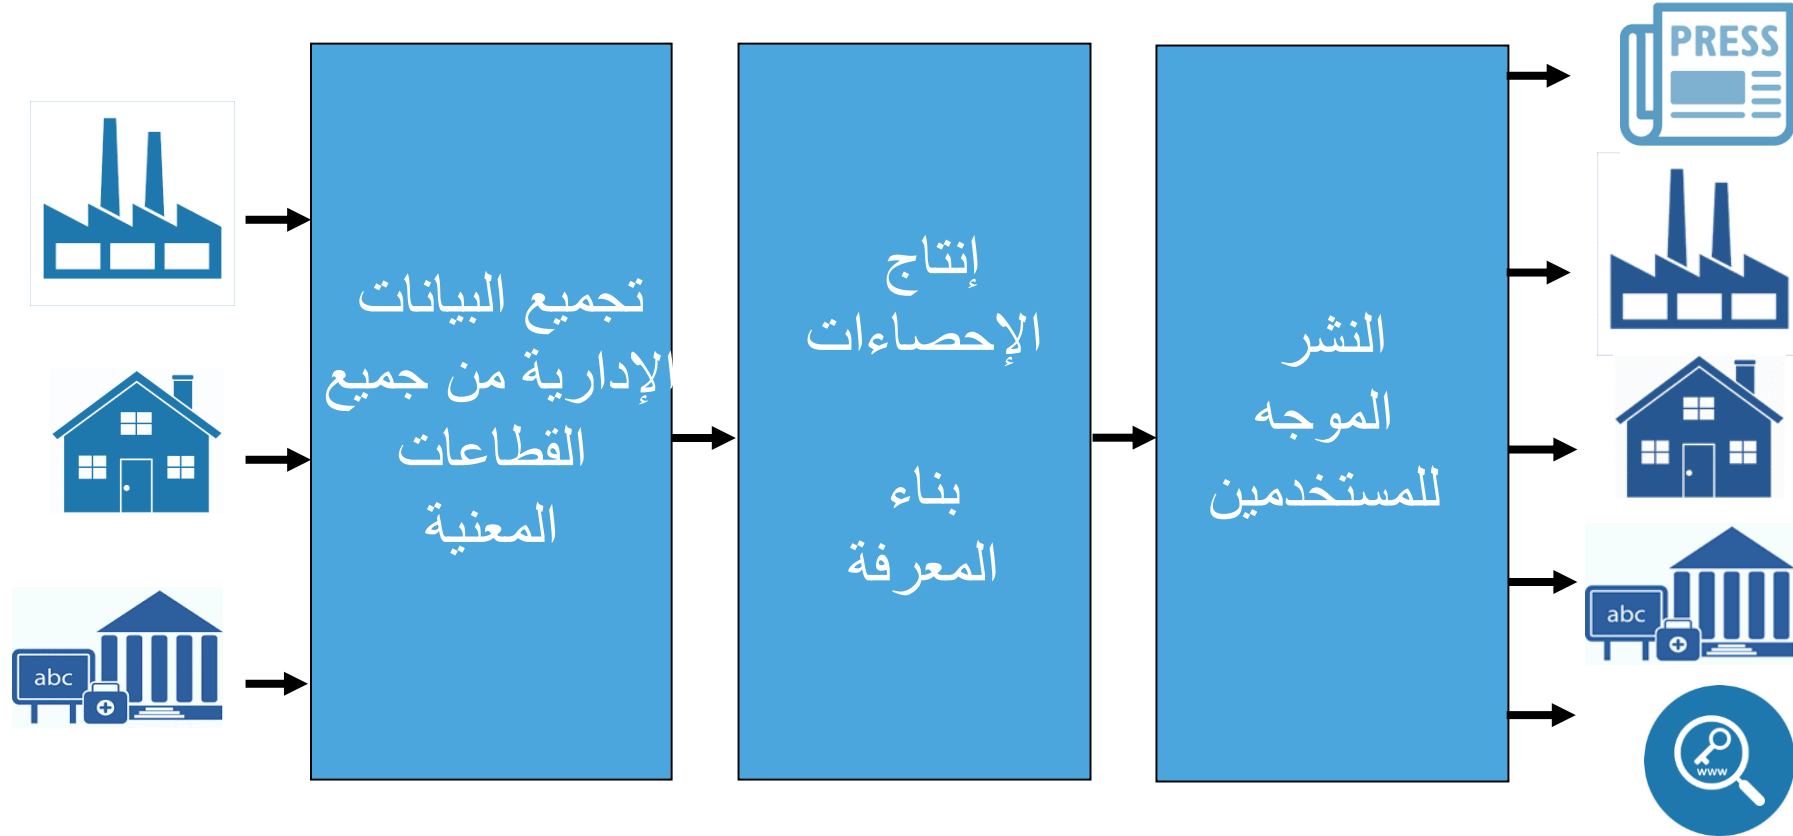 تجميع البيانات
الإدارية من جميع
القطاعات
المعنية
إنتاج
الإحصاءات
بناء
المعرفة
النشر
الموجه
للمستخدمين
abc
PRESS
abc
www